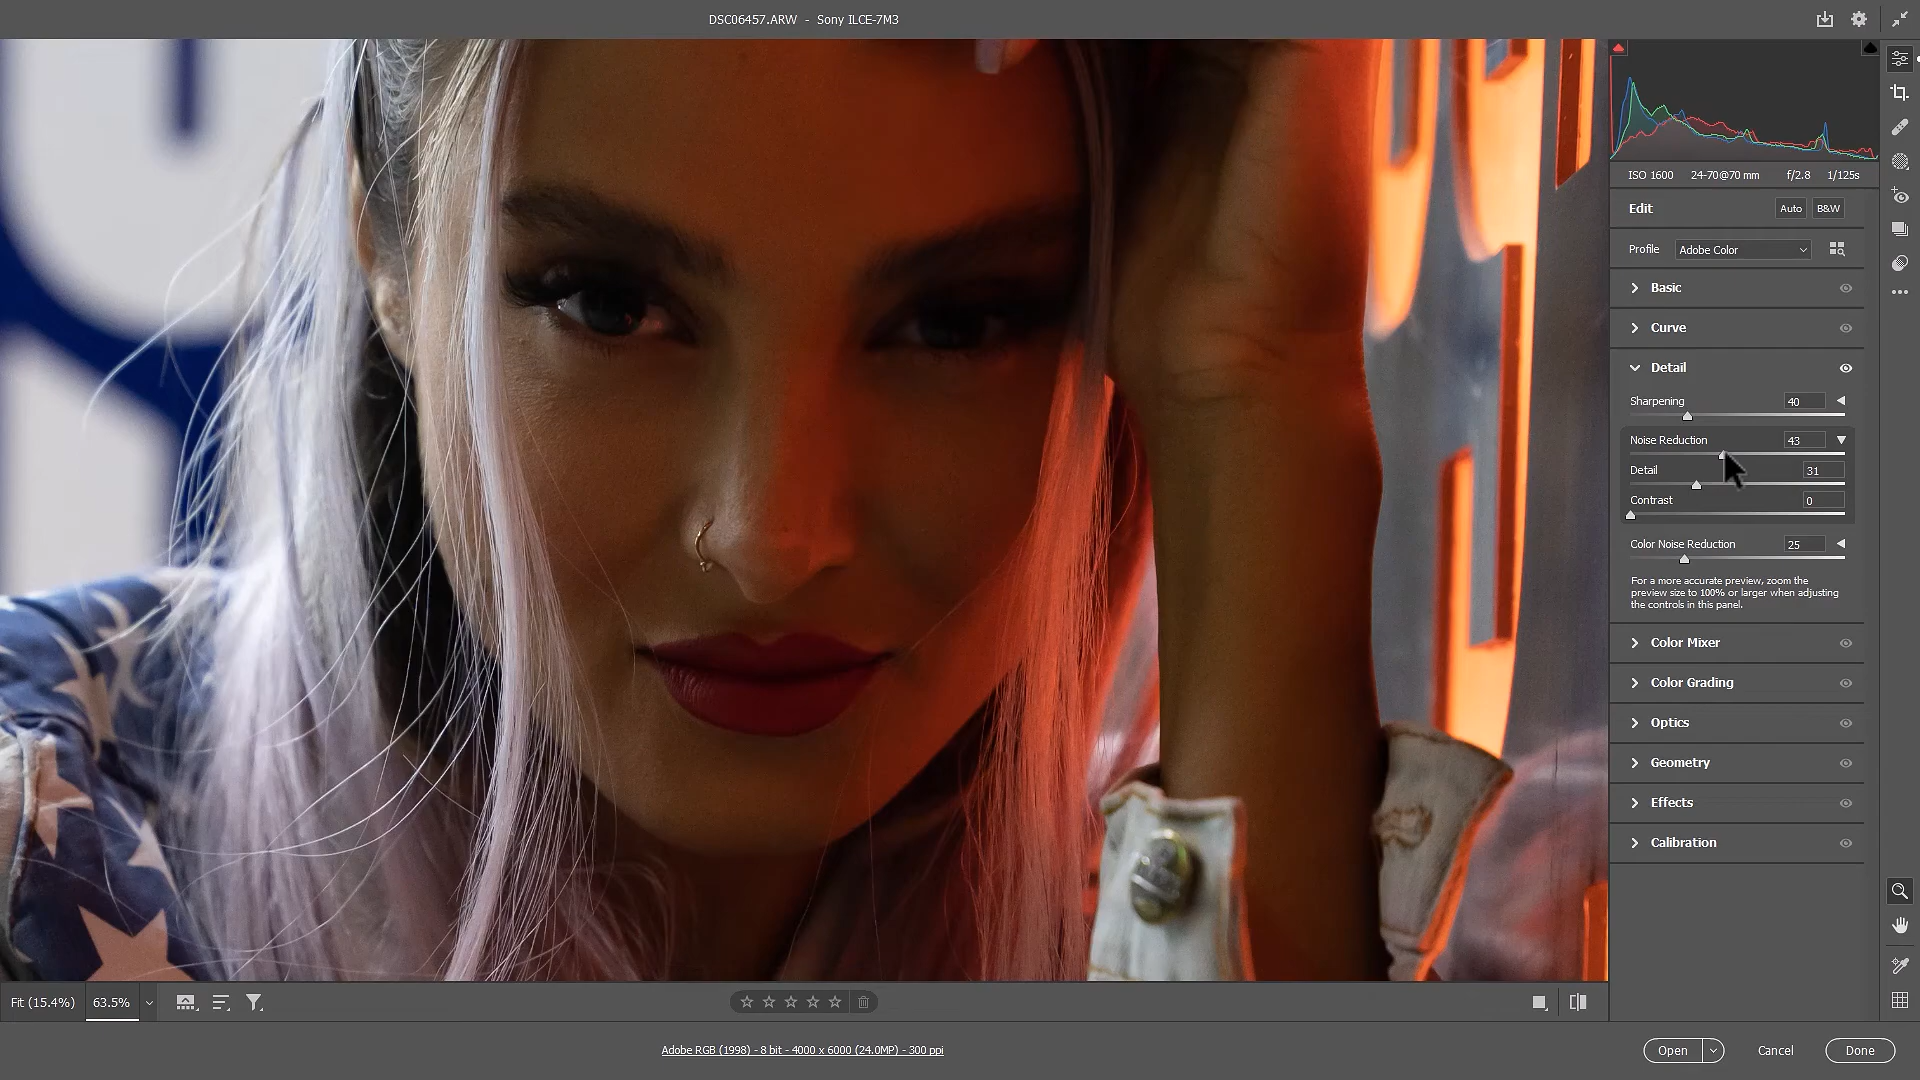 DSC06457.ARW - Sony ILCE-7M3
ISO 1600 24-70@70 mm f/2.8 1/125s
Edit Auto B&W
Profile Adobe Color
Basic
Curve
Detail
Sharpening 40
Noise Reduction 43
Detail 31
Contrast 0
Color Noise Reduction 25
For a more accurate preview, zoom the
preview size to 100% or larger when adjusting
the controls in this panel.
Color Mixer
Color Grading
Optics
Geometry
Effects
Calibration
Fit (15.4%) 63.5%
Adobe RGB (1998) - 8 bit - 4000 x 6000 (24.0MP) - 300 ppi
Open Cancel Done